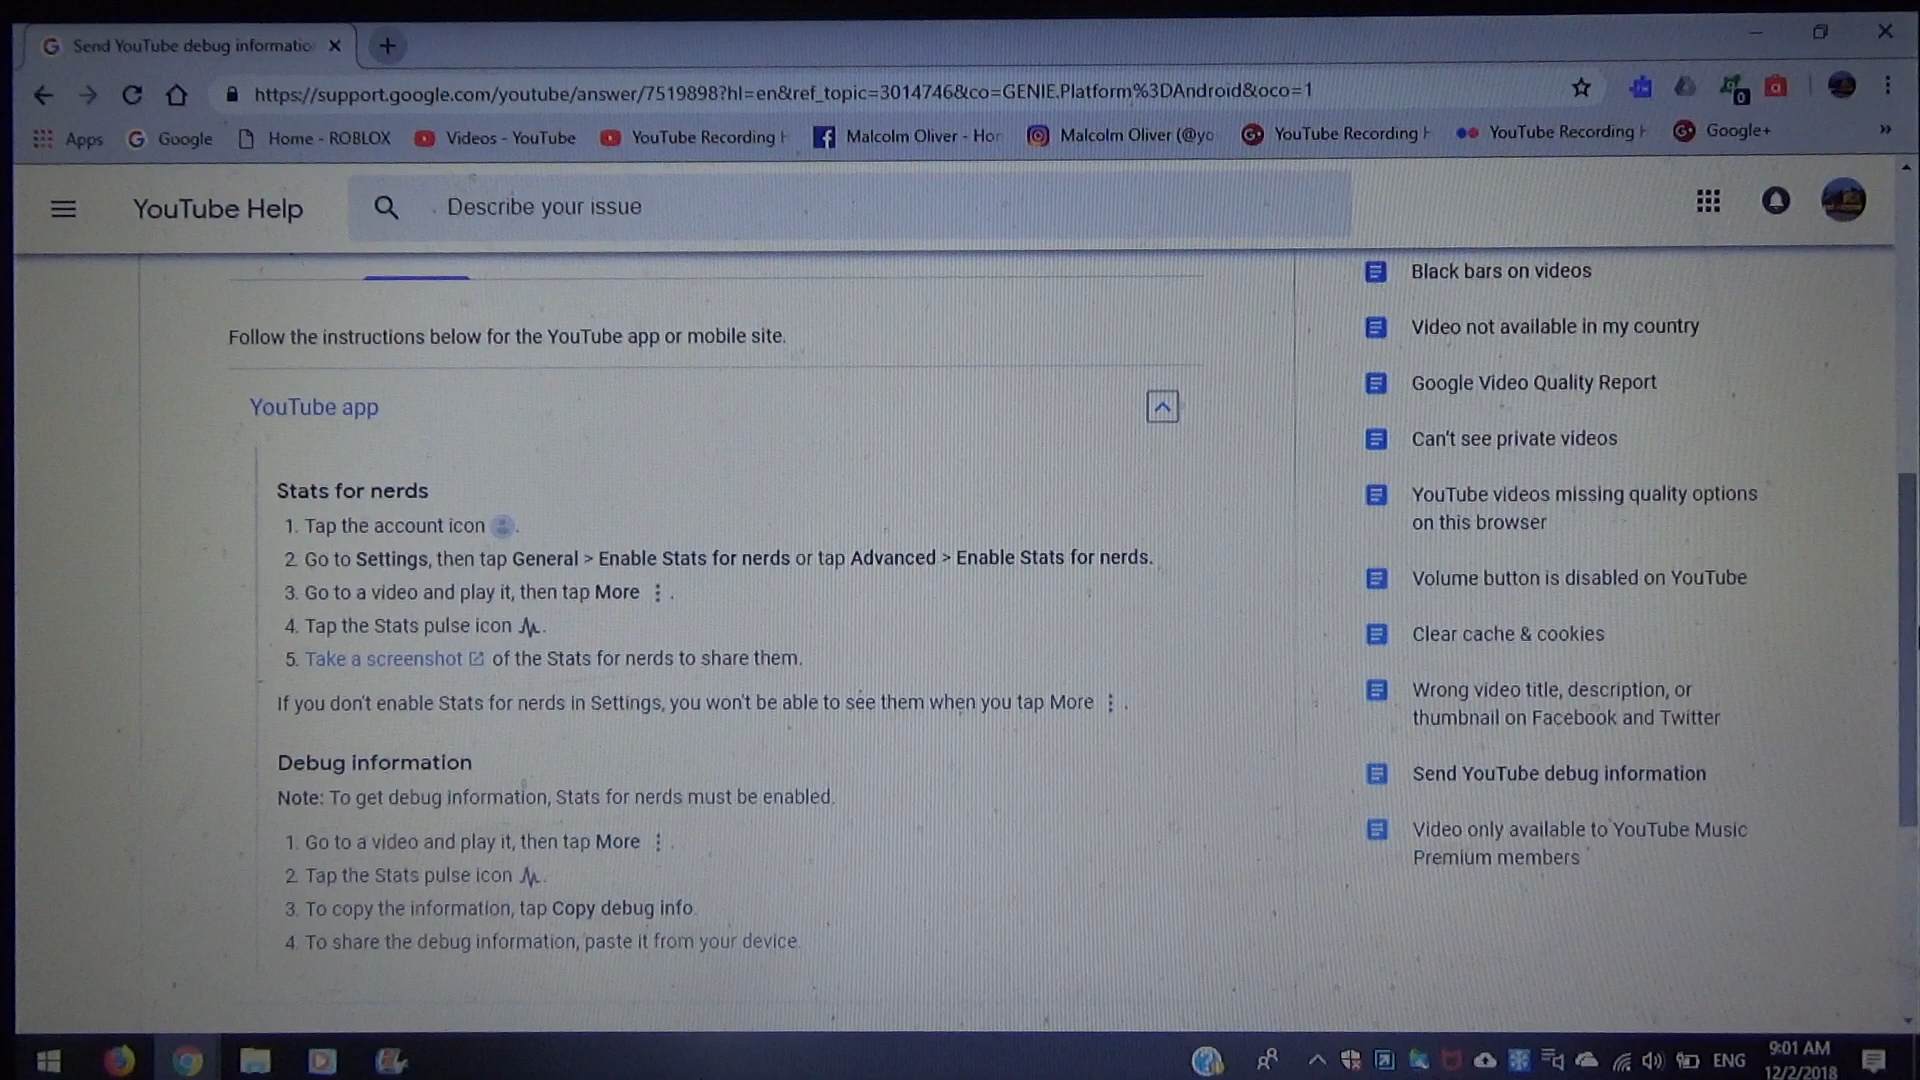 Send YouTube debug informatio
https://support.google.com/youtube/answer/7519898?hl=en&ref_topic=3014746&co=GENIE.Platform%3DAndroid&oco=1
Apps Google Home - ROBLOX Videos - YouTube YouTube Recording H Malcolm Oliver - Hor Malcolm Oliver (@yo YouTube Recording H YouTube Recording H Google+ »
YouTube Help Describe your issue
Follow the instructions below for the YouTube app or mobile site.
YouTube app
Stats for nerds
1. Tap the account icon .
2. Go to Settings, then tap General > Enable Stats for nerds or tap Advanced > Enable Stats for nerds.
3. Go to a video and play it, then tap More .
4. Tap the Stats pulse icon .
5. Take a screenshot of the Stats for nerds to share them.
If you don't enable Stats for nerds in Settings, you won't be able to see them when you tap More .
Debug information
Note: To get debug information, Stats for nerds must be enabled.
1. Go to a video and play it, then tap More .
2. Tap the Stats pulse icon .
3. To copy the information, tap Copy debug info.
4. To share the debug information, paste it from your device.
Black bars on videos
Video not available in my country
Google Video Quality Report
Can't see private videos
YouTube videos missing quality options
on this browser
Volume button is disabled on YouTube
Clear cache & cookies
Wrong video title, description, or
thumbnail on Facebook and Twitter
Send YouTube debug information
Video only available to YouTube Music
Premium members
0
ENG
9:01 AM
12/2/2018